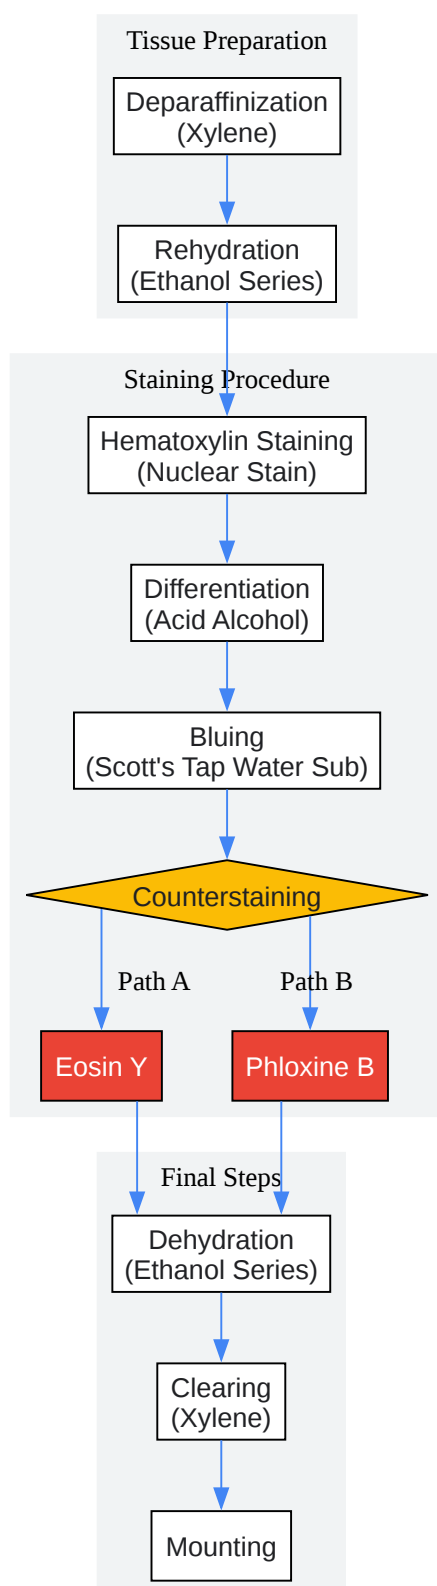 Tissue Preparation
Deparaffinization
(Xylene)
Rehydration
(Ethanol Series)
Staining Procedure
Hematoxylin Staining
(Nuclear Stain)
Differentiation
(Acid Alcohol)
Bluing
(Scott's Tap Water Sub)
Counterstaining
Path A
Path B
Eosin Y
Phloxine B
Final Steps
Dehydration
(Ethanol Series)
Clearing
(Xylene)
Mounting